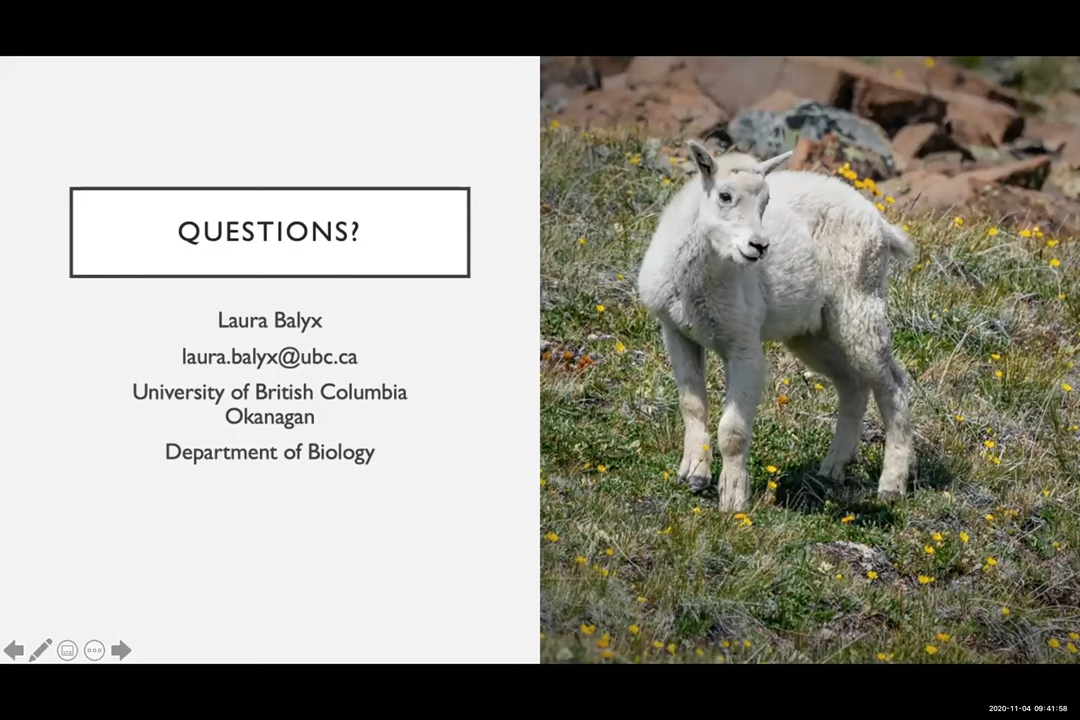 QUESTIONS?
Laura Balyx
laura.balyx@ubc.ca
University of British Columbia
Okanagan
Department of Biology
2020-11-04 09:41:58